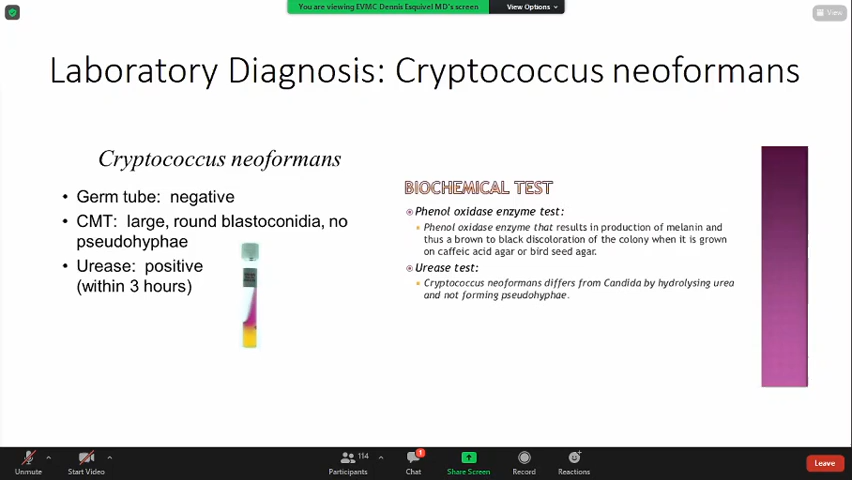 You are viewing EVMC Dennis Esquivel MD's screen
View Options
View
Laboratory Diagnosis: Cryptococcus neoformans
Cryptococcus neoformans
• Germ tube: negative
• CMT: large, round blastoconidia, no
pseudohyphae
• Urease: positive
(within 3 hours)
BIOCHEMICAL TEST
Phenol oxidase enzyme test:
Phenol oxidase enzyme that results in production of melanin and
thus a brown to black discoloration of the colony when it is grown
on caffeic acid agar or bird seed agar.
Urease test:
Cryptococcus neoformans differs from Candida by hydrolysing urea
and not forming pseudohyphae.
Unmute
Start Video
114
Participants
1
Chat
Share Screen
Record
Reactions
Leave